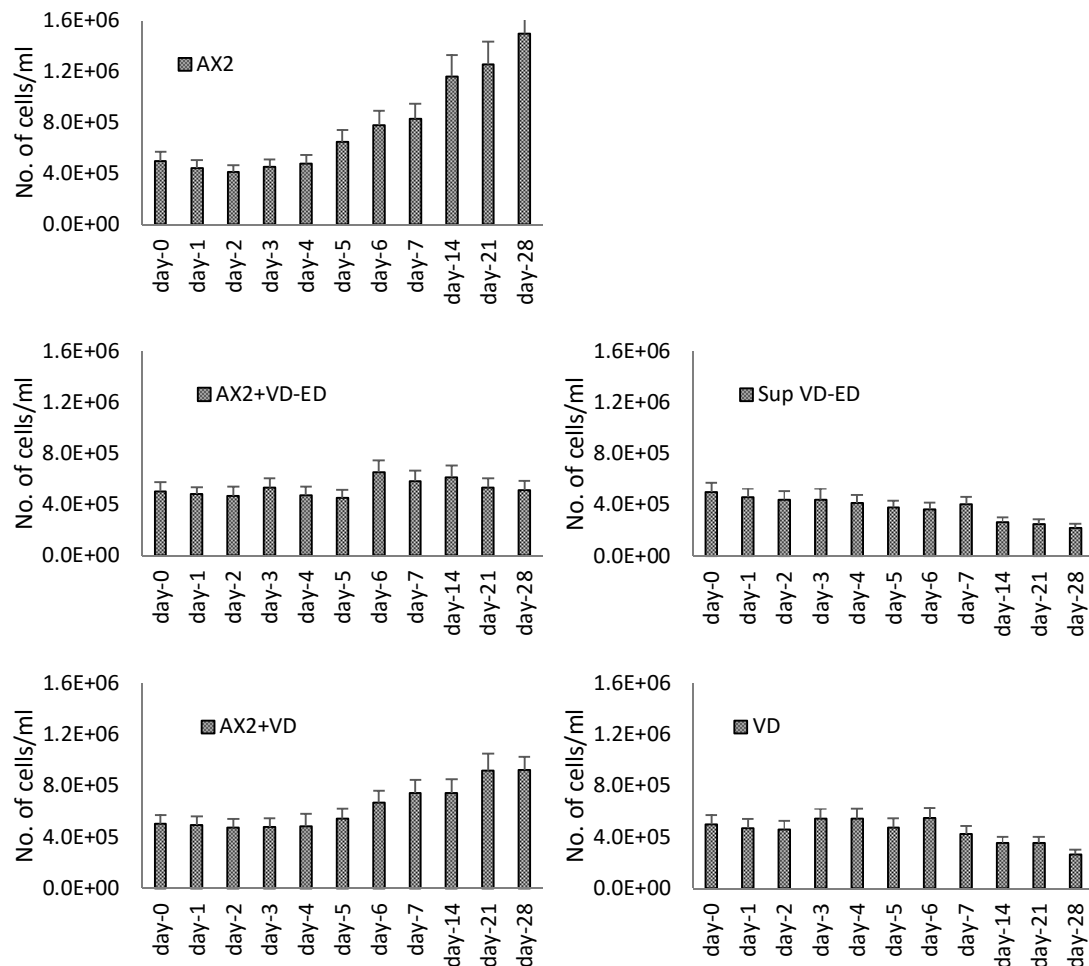 No. of cells/ml
1.6E+06
1.2E+06
8.0E+05
4.0E+05
0.0E+00
AX2
day-0
day-1
day-2
day-3
day-4
day-5
day-6
day-7
day-14
day-21
day-28
No. of cells/ml
1.6E+06
1.2E+06
8.0E+05
4.0E+05
0.0E+00
AX2+VD-ED
day-0
day-1
day-2
day-3
day-4
day-5
day-6
day-7
day-14
day-21
day-28
No. of cells/ml
1.6E+06
1.2E+06
8.0E+05
4.0E+05
0.0E+00
Sup VD-ED
day-0
day-1
day-2
day-3
day-4
day-5
day-6
day-7
day-14
day-21
day-28
No. of cells/ml
1.6E+06
1.2E+06
8.0E+05
4.0E+05
0.0E+00
AX2+VD
day-0
day-1
day-2
day-3
day-4
day-5
day-6
day-7
day-14
day-21
day-28
No. of cells/ml
1.6E+06
1.2E+06
8.0E+05
4.0E+05
0.0E+00
VD
day-0
day-1
day-2
day-3
day-4
day-5
day-6
day-7
day-14
day-21
day-28